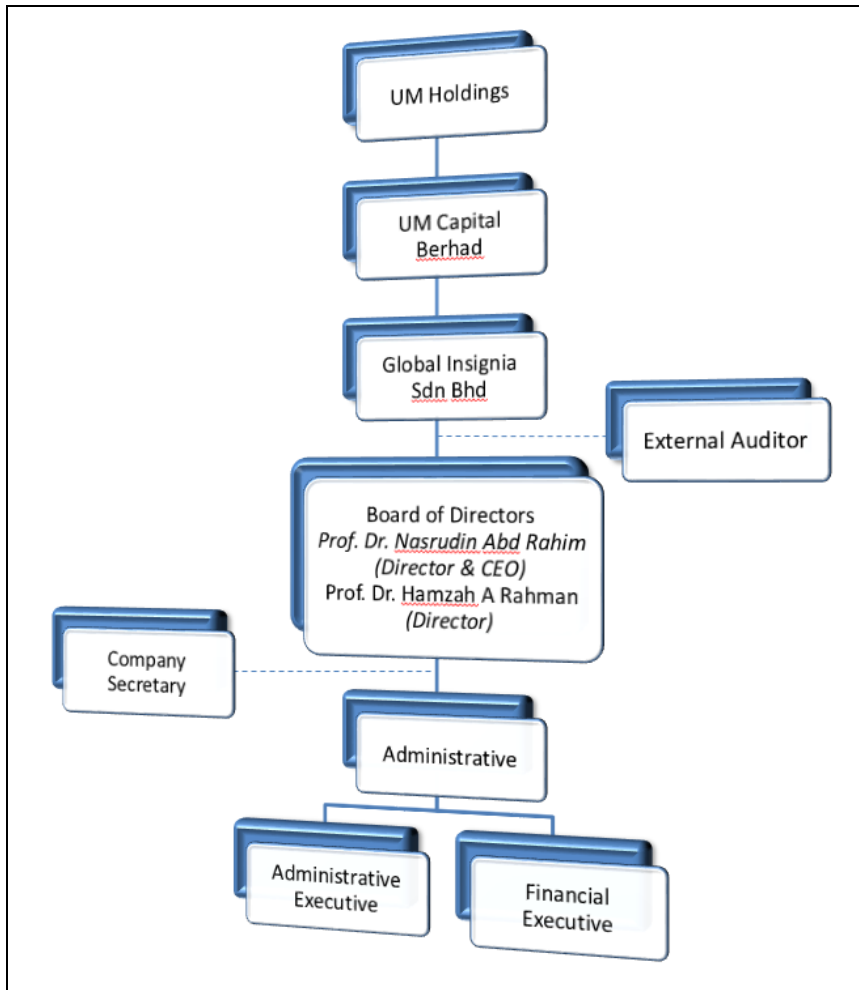 UM Holdings
UM Capital
Berhad
Global Insignia
Sdn Bhd
External Auditor
Board of Directors
Prof. Dr. Nasrudin Abd Rahim
(Director & CEO)
Prof. Dr. Hamzah A Rahman
(Director)
Company
Secretary
Administrative
Administrative
Executive
Financial
Executive